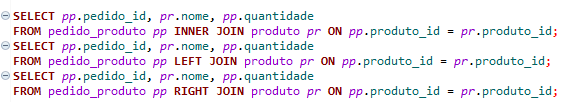 SELECT pp.pedido_id, pr.nome, pp.quantidade
FROM pedido_produto pp INNER JOIN produto pr ON pp.produto_id = pr.produto_id;
SELECT pp.pedido_id, pr.nome, pp.quantidade
FROM pedido_produto pp LEFT JOIN produto pr ON pp.produto_id = pr.produto_id;
SELECT pp.pedido_id, pr.nome, pp.quantidade
FROM pedido_produto pp RIGHT JOIN produto pr ON pp.produto_id = pr.produto_id;